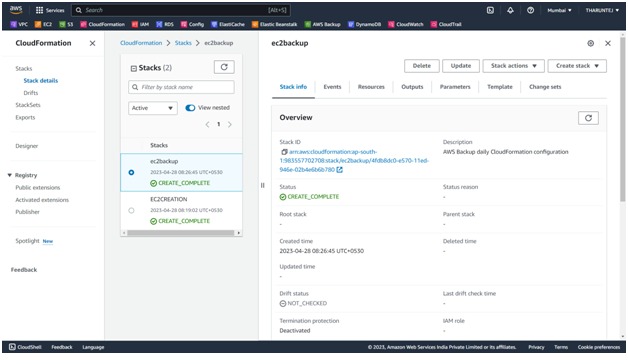 aws
Services
Search
[Alt+S]
Mumbai
THARUNTEJ
VPC
EC2
S3
CloudFormation
IAM
RDS
Config
ElastiCache
Elastic Beanstalk
AWS Backup
DynamoDB
CloudWatch
CloudTrail
CloudFormation
Stacks
Stack details
Drifts
StackSets
Exports
Designer
Registry
Public extensions
Activated extensions
Publisher
Spotlight New
Feedback
CloudFormation > Stacks > ec2backup
Stacks (2)
Filter by stack name
Active
View nested
1
Stacks
ec2backup
2023-04-28 08:26:45 UTC+0530
CREATE_COMPLETE
EC2CREATION
2023-04-28 08:19:02 UTC+0530
CREATE_COMPLETE
ec2backup
Delete
Update
Stack actions
Create stack
Stack info
Events
Resources
Outputs
Parameters
Template
Change sets
Overview
Stack ID
arn:aws:cloudformation:ap-south-
1:983557702708:stack/ec2backup/4fdb8dc0-e570-11ed-
946e-02b4e6b6b780
Description
AWS Backup daily CloudFormation configuration
Status
CREATE_COMPLETE
Status reason
-
Root stack
-
Parent stack
-
Created time
2023-04-28 08:26:45 UTC+0530
Deleted time
-
Updated time
-
Drift status
NOT_CHECKED
Last drift check time
-
Termination protection
Deactivated
IAM role
-
CloudShell
Feedback
Language
© 2023, Amazon Web Services India Private Limited or its affiliates.
Privacy
Terms
Cookie preferences